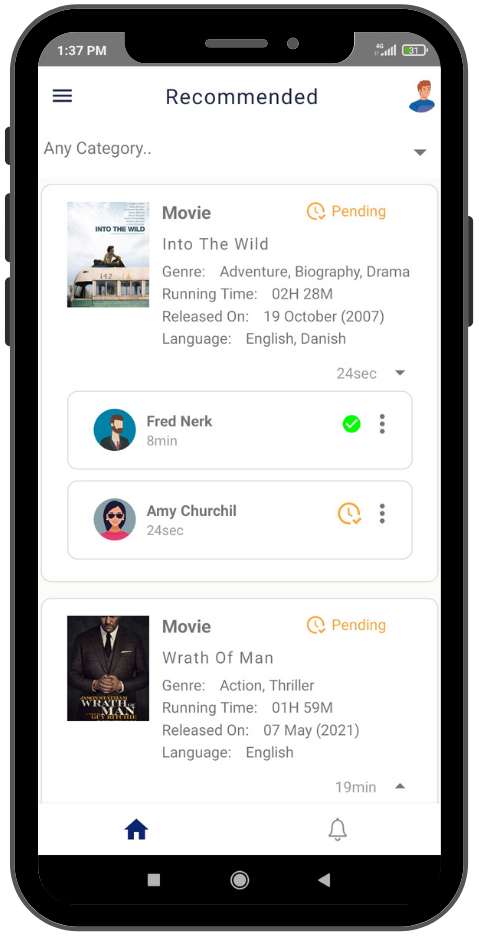 1:37 PM
4G
31
Recommended
Any Category..
INTO THE WILD
142
Movie
Pending
Into The Wild
Genre: Adventure, Biography, Drama
Running Time: 02H 28M
Released On: 19 October (2007)
Language: English, Danish
24sec
Fred Nerk
8min
Amy Churchil
24sec
JASON STATHAM
WRATH OF
MAN
GUY RITCHIE
Movie
Pending
Wrath Of Man
Genre: Action, Thriller
Running Time: 01H 59M
Released On: 07 May (2021)
Language: English
19min